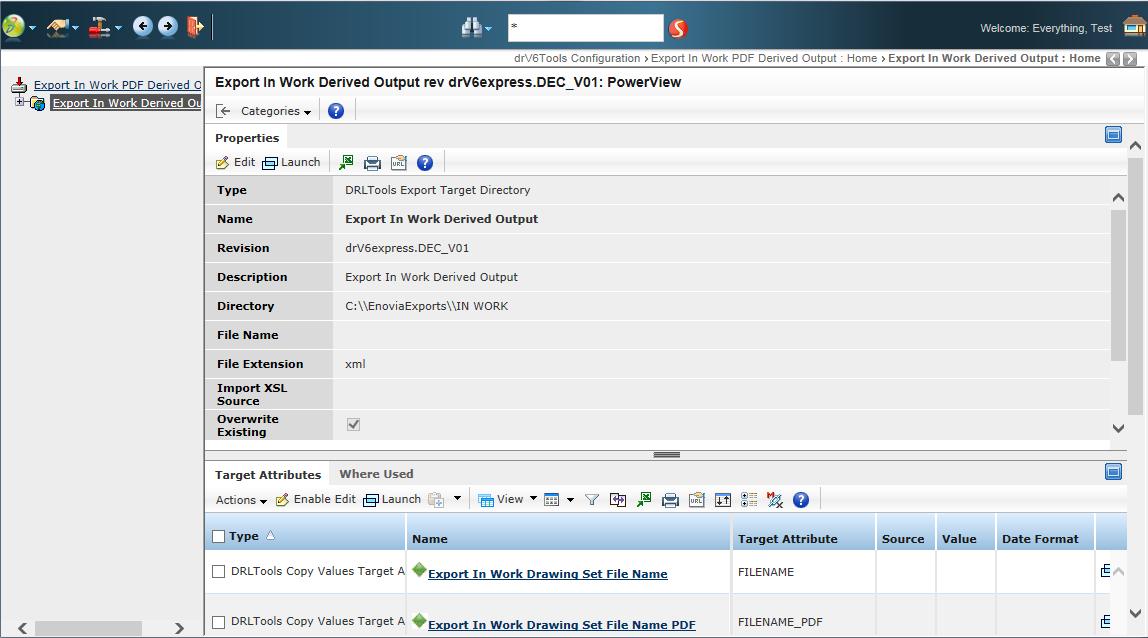 * Welcome: Everything, Test
drV6Tools Configuration › Export In Work PDF Derived Output : Home › Export In Work Derived Output : Home
Export In Work PDF Derived O
Export In Work Derived Ou
Export In Work Derived Output rev drV6express.DEC_V01: PowerView
Categories
Properties
Edit Launch URL
Type DRLTools Export Target Directory
Name Export In Work Derived Output
Revision drV6express.DEC_V01
Description Export In Work Derived Output
Directory C:\\EnoviaExports\\IN WORK
File Name
File Extension xml
Import XSL
Source
Overwrite
Existing
Target Attributes Where Used
Actions Enable Edit Launch View URL
Type Name Target Attribute Source Value Date Format
DRLTools Copy Values Target A Export In Work Drawing Set File Name FILENAME
DRLTools Copy Values Target A Export In Work Drawing Set File Name PDF FILENAME_PDF